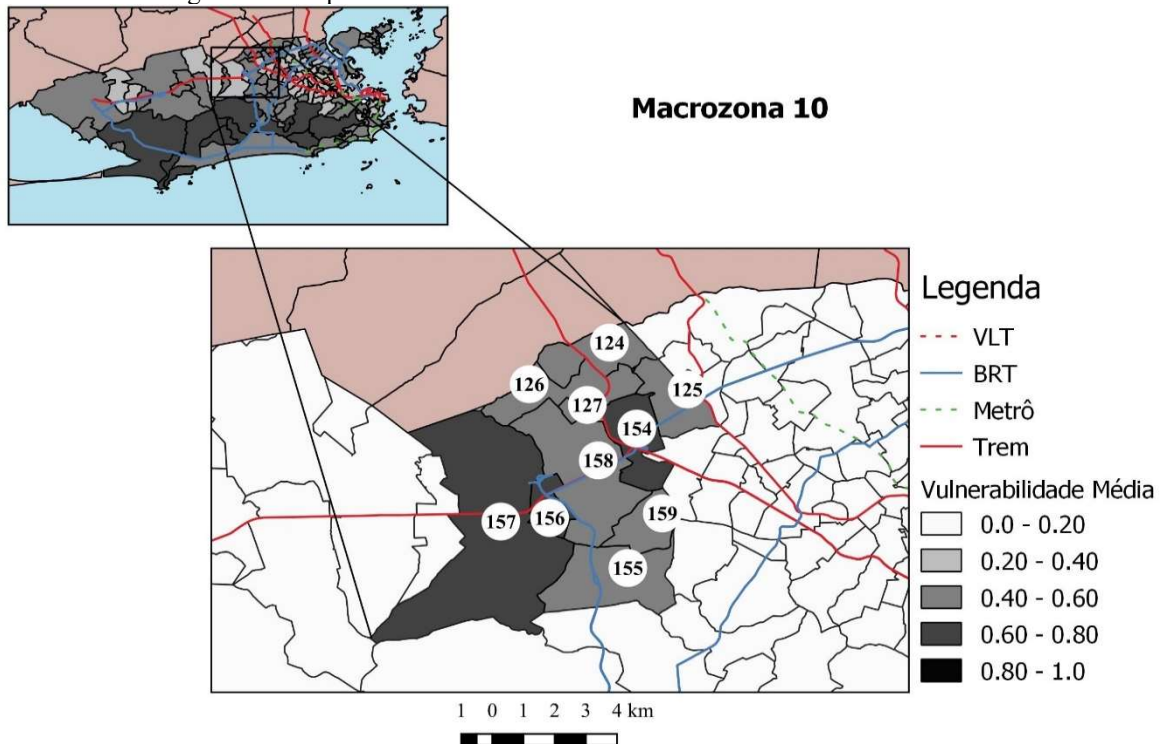 Macrozona 10
124
126
125
127
154
158
157
156
159
155
Legenda
VLT
BRT
Metrô
Trem
Vulnerabilidade Média
0.0 - 0.20
0.20 - 0.40
0.40 - 0.60
0.60 - 0.80
0.80 - 1.0
1 0 1 2 3 4 km